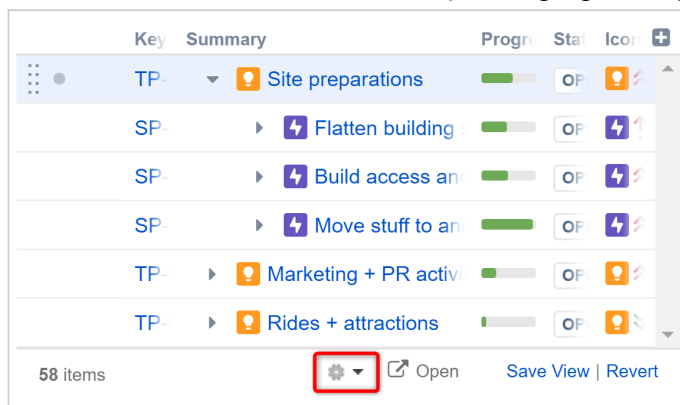 Key Summary Progre Stat Icon
TP- Site preparations OP
SP- Flatten building OP
SP- Build access and OP
SP- Move stuff to an OP
TP- Marketing + PR activi OP
TP- Rides + attractions OP
58 items Open Save View | Revert